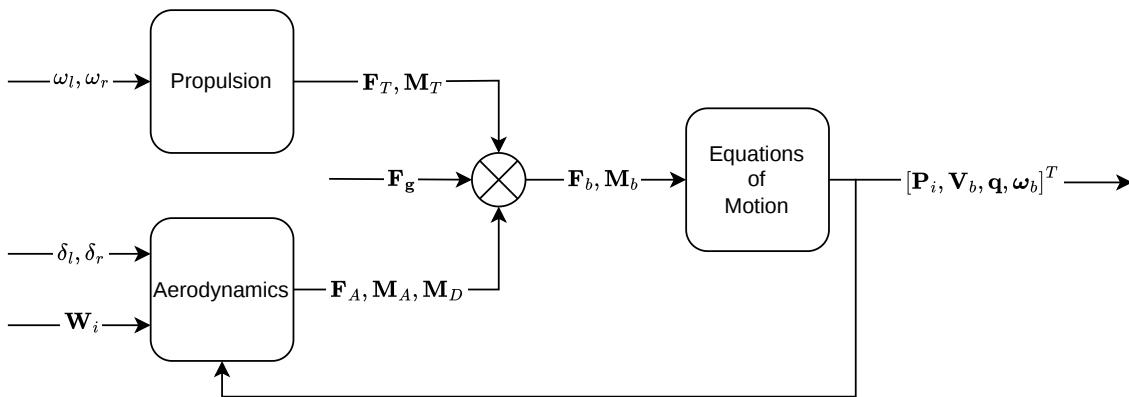 ω_l, ω_r
Propulsion
F_T, M_T
F_g
F_b, M_b
Equations
of
Motion
[P_i, V_b, q, ω_b]^T
δ_l, δ_r
W_i
Aerodynamics
F_A, M_A, M_D